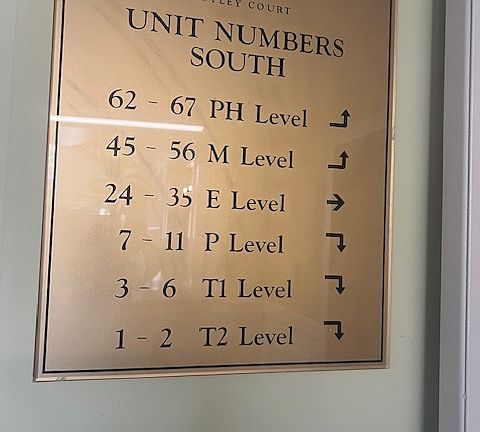 COURT
UNIT NUMBERS
SOUTH
62 - 67 PH Level
45 - 56 M Level
24 - 35 E Level
7 - 11 P Level
3 - 6 T1 Level
1 - 2 T2 Level